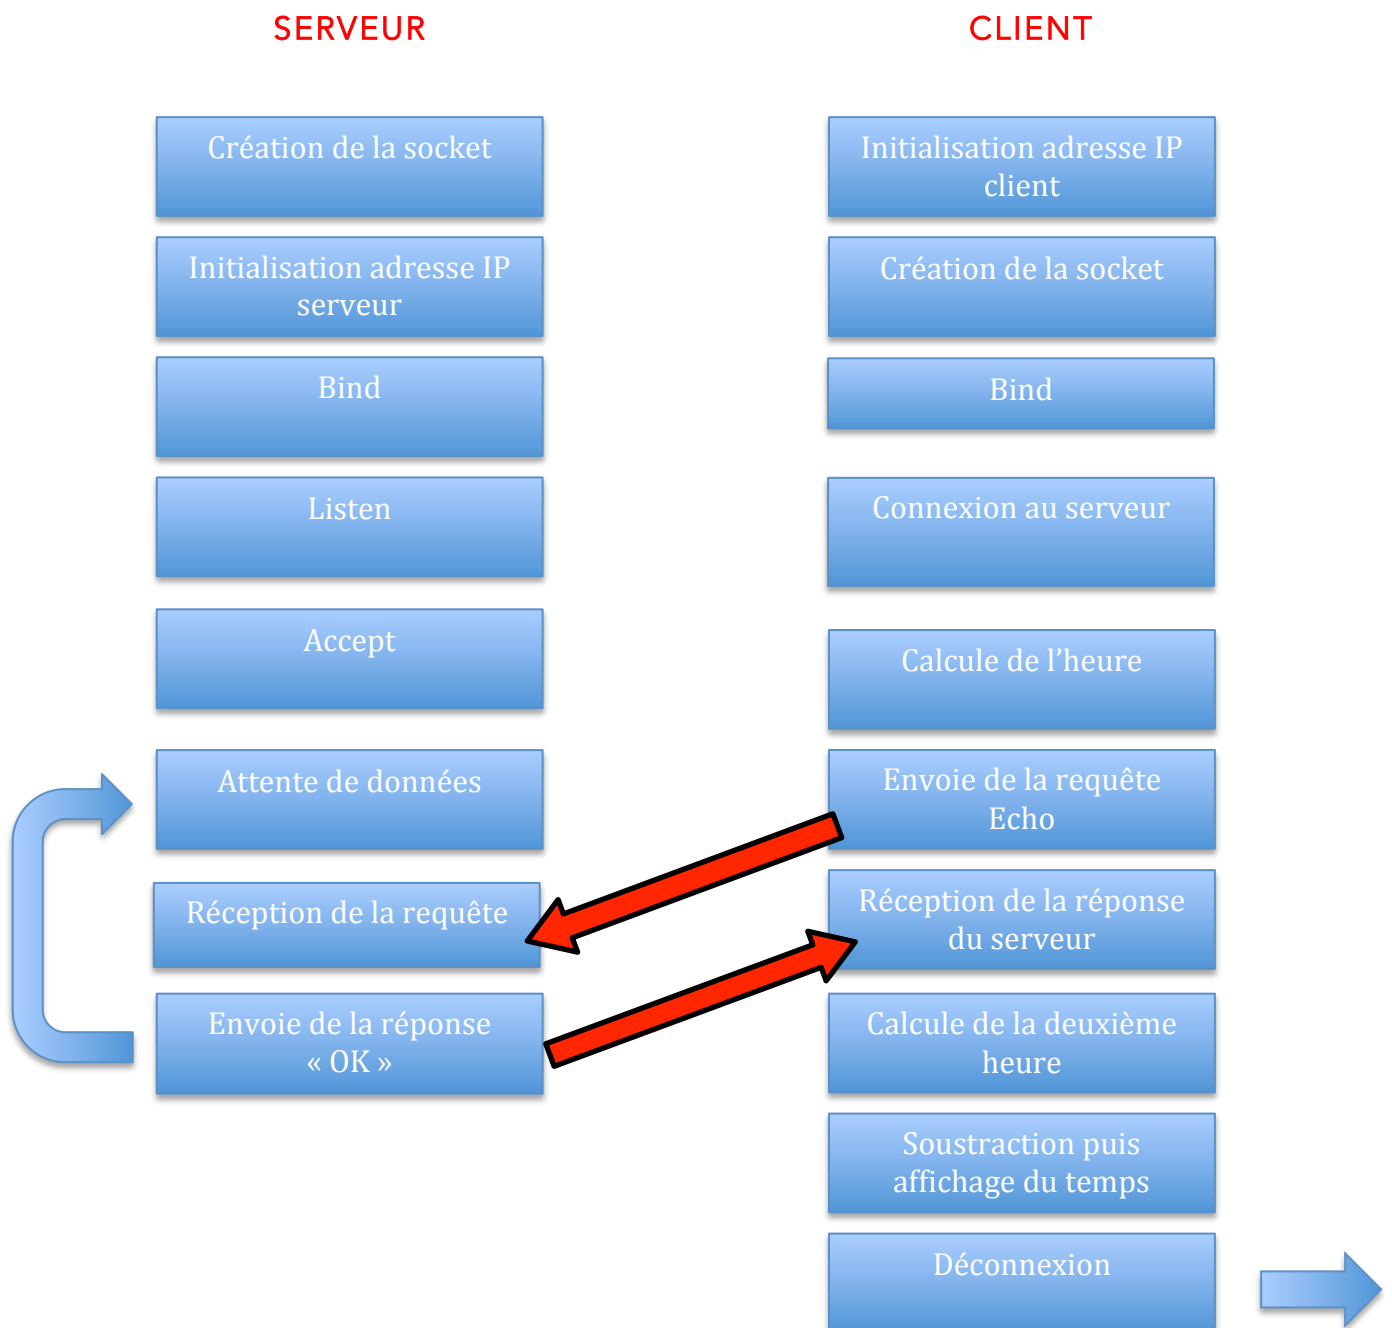 SERVEUR
Création de la socket
Initialisation adresse IP
serveur
Bind
Listen
Accept
Attente de données
Réception de la requête
Envoie de la réponse
« OK »
CLIENT
Initialisation adresse IP
client
Création de la socket
Bind
Connexion au serveur
Calcule de l’heure
Envoie de la requête
Echo
Réception de la réponse
du serveur
Calcule de la deuxième
heure
Soustraction puis
affichage du temps
Déconnexion